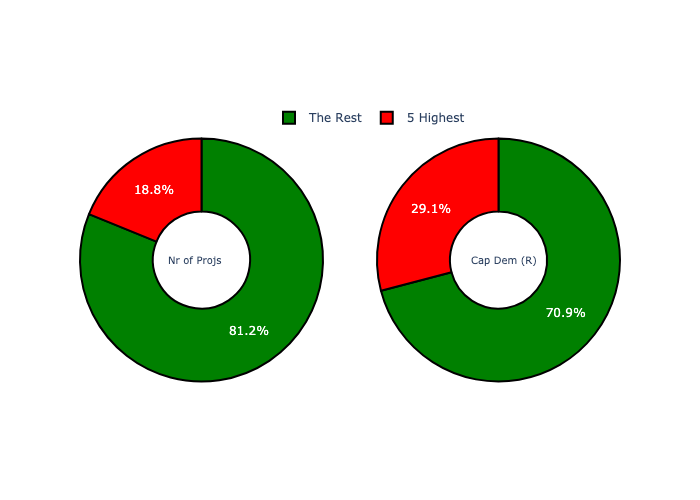 The Rest
5 Highest
18.8%
Nr of Projs
81.2%
29.1%
Cap Dem (R)
70.9%